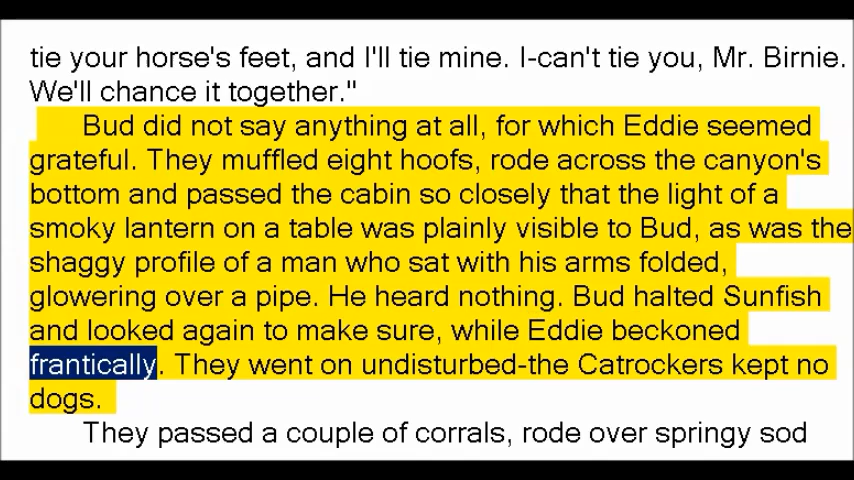 tie your horse's feet, and I'll tie mine. I-can't tie you, Mr. Birnie.
We'll chance it together."
Bud did not say anything at all, for which Eddie seemed
grateful. They muffled eight hoofs, rode across the canyon's
bottom and passed the cabin so closely that the light of a
smoky lantern on a table was plainly visible to Bud, as was the
shaggy profile of a man who sat with his arms folded,
glowering over a pipe. He heard nothing. Bud halted Sunfish
and looked again to make sure, while Eddie beckoned
frantically. They went on undisturbed-the Catrockers kept no
dogs.
They passed a couple of corrals, rode over springy sod